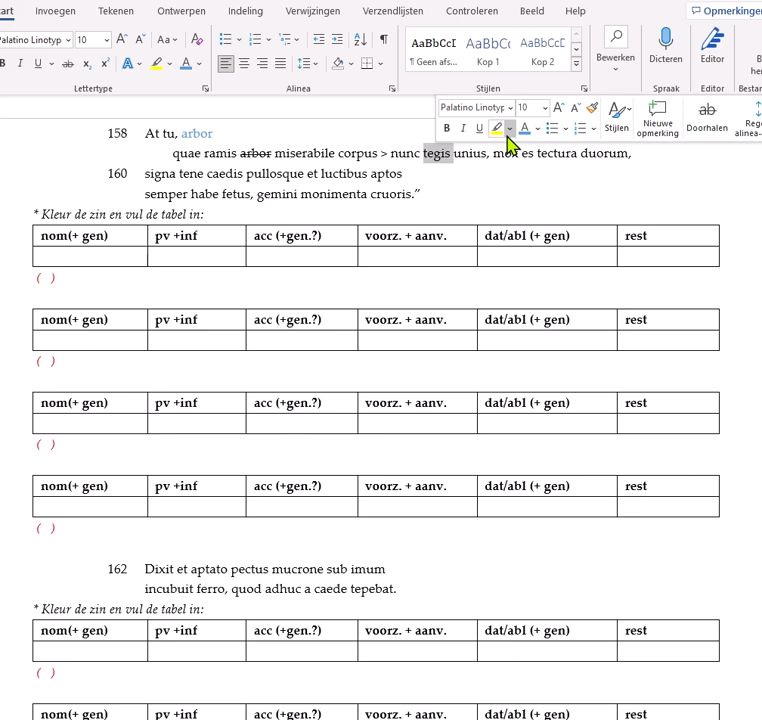 tart Invoegen Tekenen Ontwerpen Indeling Verwijzingen Verzendlijsten Controleren Beeld Help Opmerkingen
Palatino Linotyp 10 A A Aa A
B I U ab x₂ x² A A
AaBbCcI AaBbC( AaBbCcL
¶ Geen afs... Kop 1 Kop 2
Bewerken Dicteren Editor
Lettertype Alinea Stijlen Spraak Editor
Palatino Linotyp 10 A A
B I U A Stijlen Nieuwe opmerking Doorhalen
158 At tu, arbor
quae ramis arbor miserabile corpus > nunc tegis unius, es tectura duorum,
160 signa tene caedis pullosque et luctibus aptos
semper habe fetus, gemini monimenta cruoris.”
* Kleur de zin en vul de tabel in:
nom(+ gen) pv +inf acc (+gen.?) voorz. + aanv. dat/abl (+ gen) rest
( )
nom(+ gen) pv +inf acc (+gen.?) voorz. + aanv. dat/abl (+ gen) rest
( )
nom(+ gen) pv +inf acc (+gen.?) voorz. + aanv. dat/abl (+ gen) rest
( )
nom(+ gen) pv +inf acc (+gen.?) voorz. + aanv. dat/abl (+ gen) rest
( )
162 Dixit et aptato pectus mucrone sub imum
incubuit ferro, quod adhuc a caede tepebat.
* Kleur de zin en vul de tabel in:
nom(+ gen) pv +inf acc (+gen.?) voorz. + aanv. dat/abl (+ gen) rest
( )
nom(+ gen) pv +inf acc (+gen.?) voorz. + aanv. dat/abl (+ gen) rest